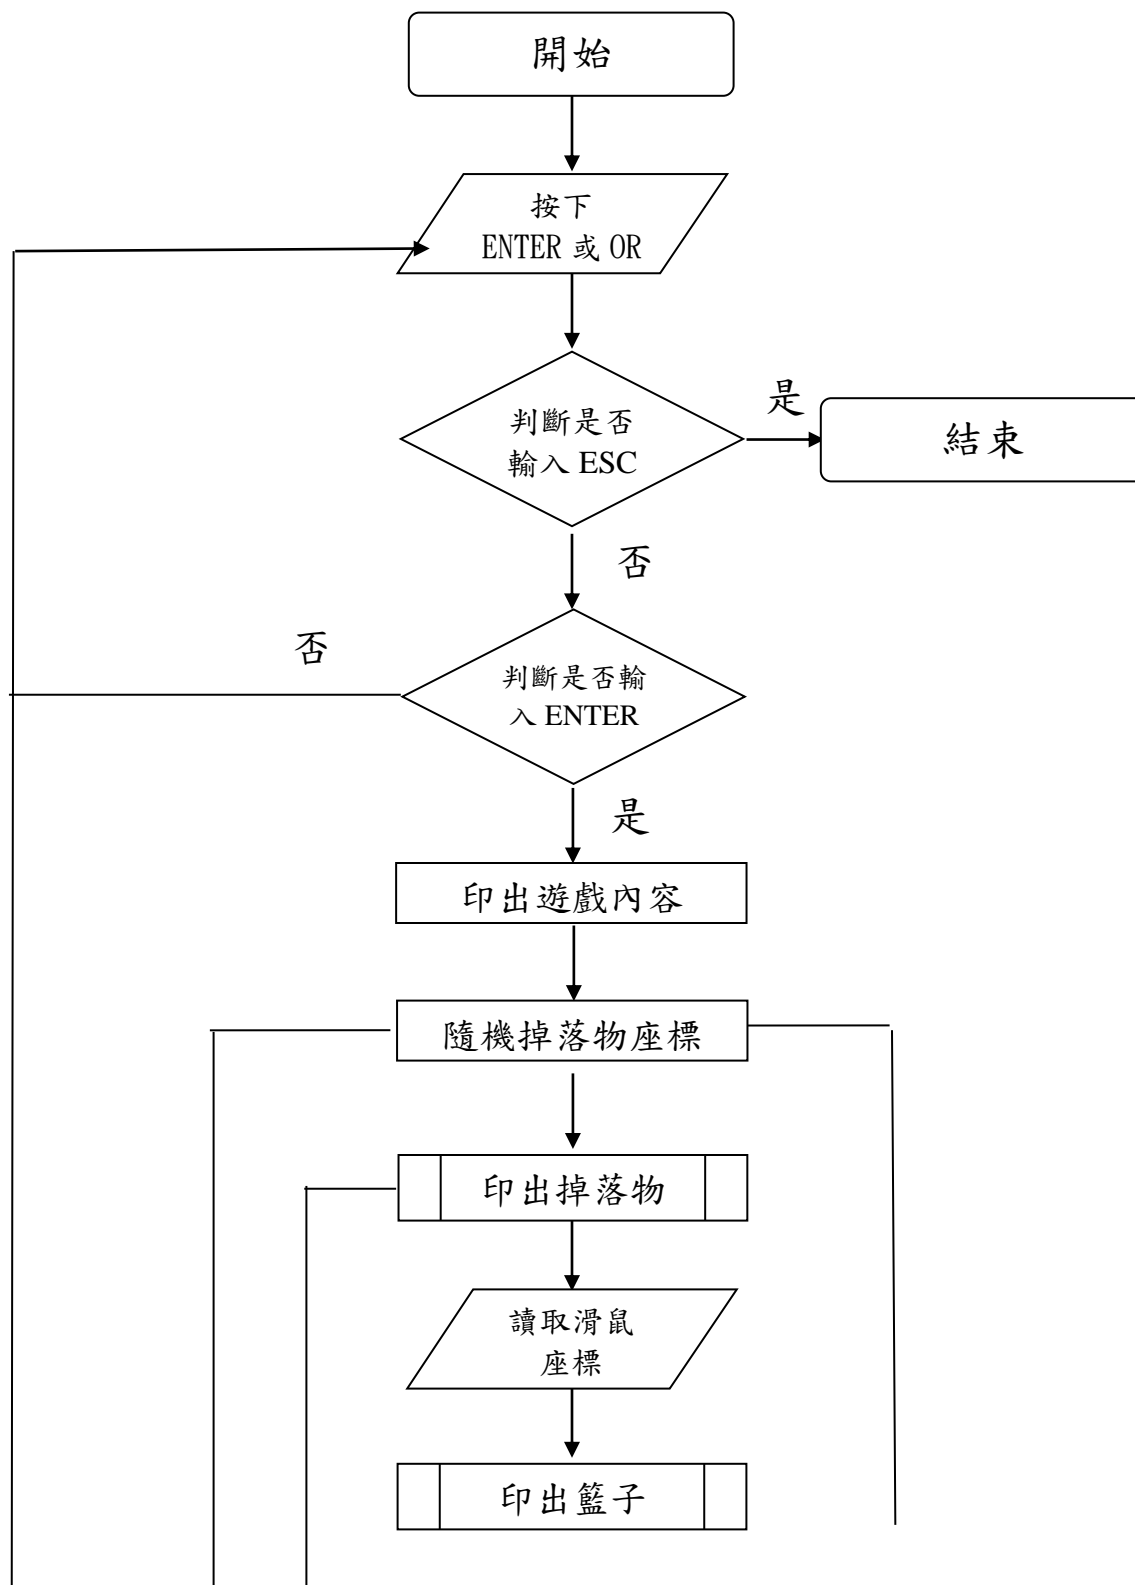 開始
按下
ENTER 或 OR
是
判斷是否
輸入 ESC
結束
否
否
判斷是否輸
入 ENTER
是
印出遊戲內容
隨機掉落物座標
印出掉落物
讀取滑鼠
座標
印出籃子